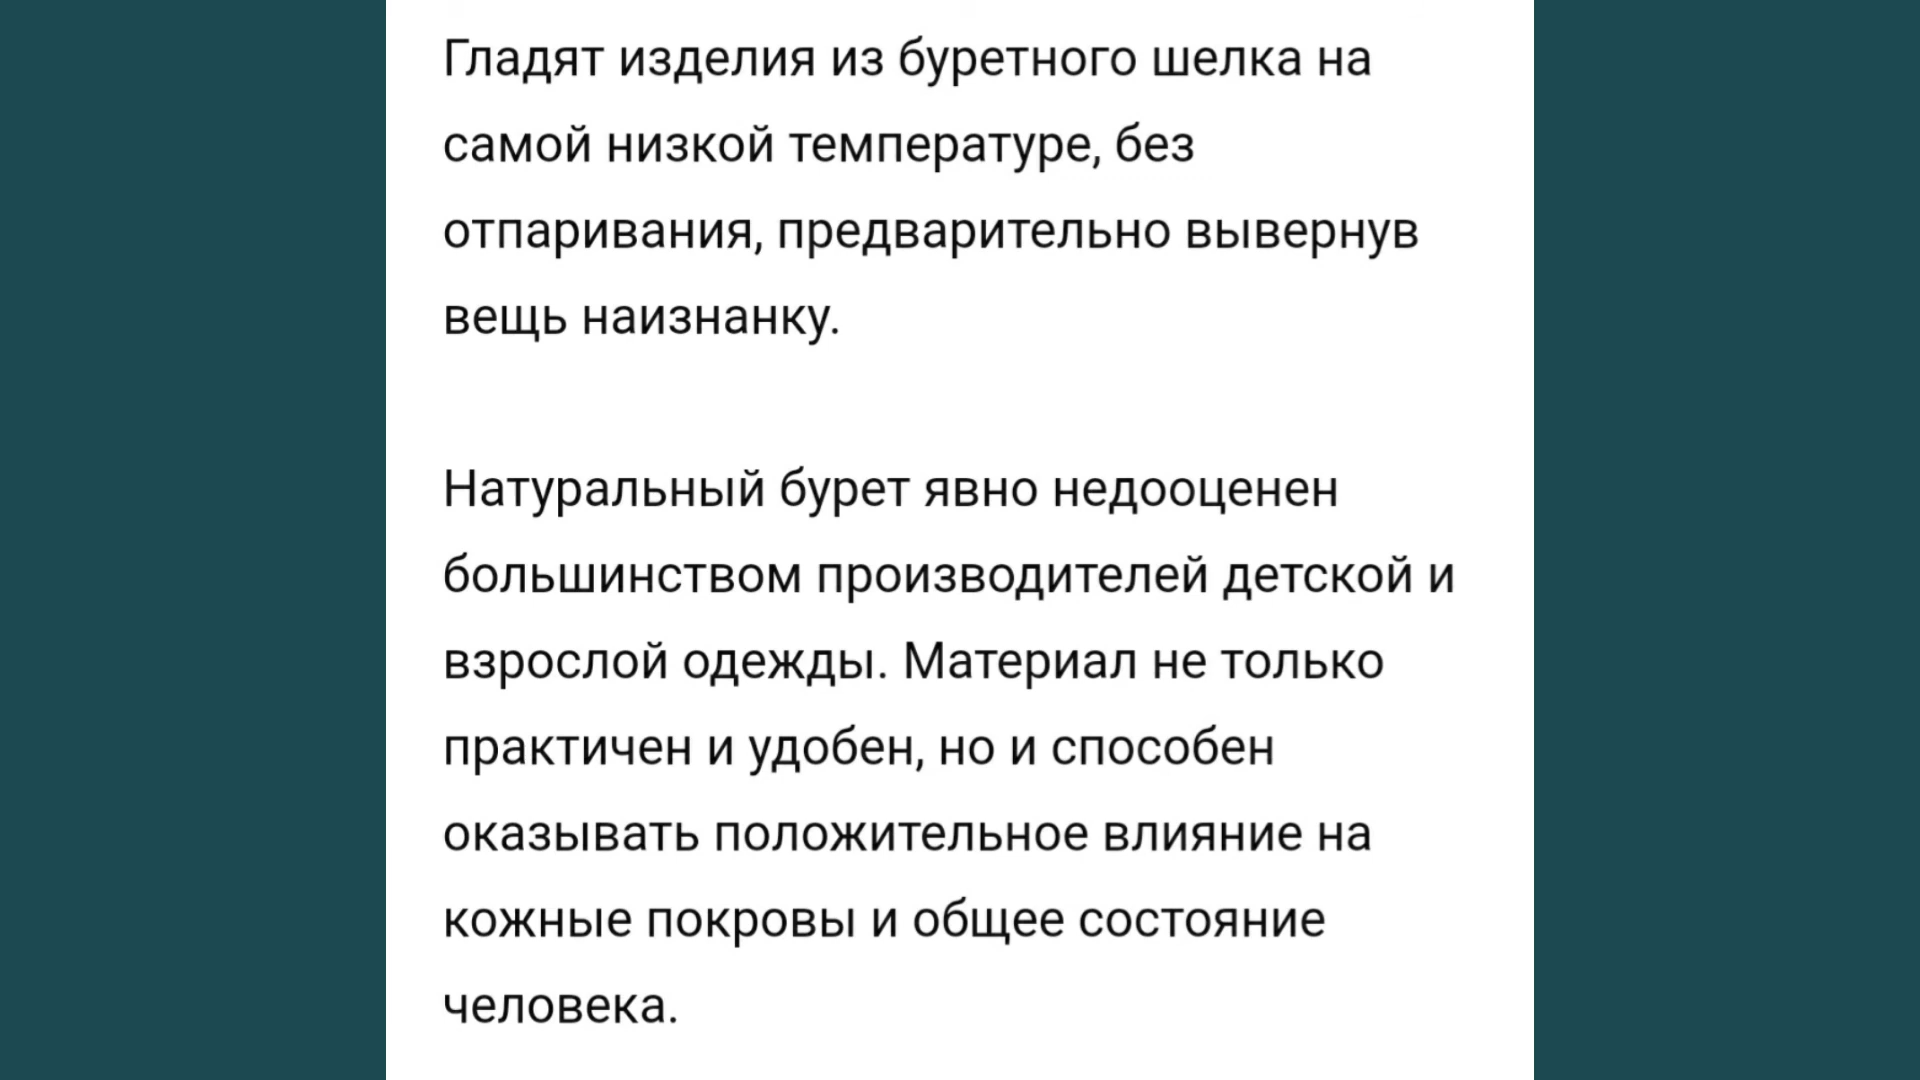 Гладят изделия из буретного шелка на
самой низкой температуре, без
отпаривания, предварительно вывернув
вещь наизнанку.
Натуральный бурет явно недооценен
большинством производителей детской и
взрослой одежды. Материал не только
практичен и удобен, но и способен
оказывать положительное влияние на
кожные покровы и общее состояние
человека.